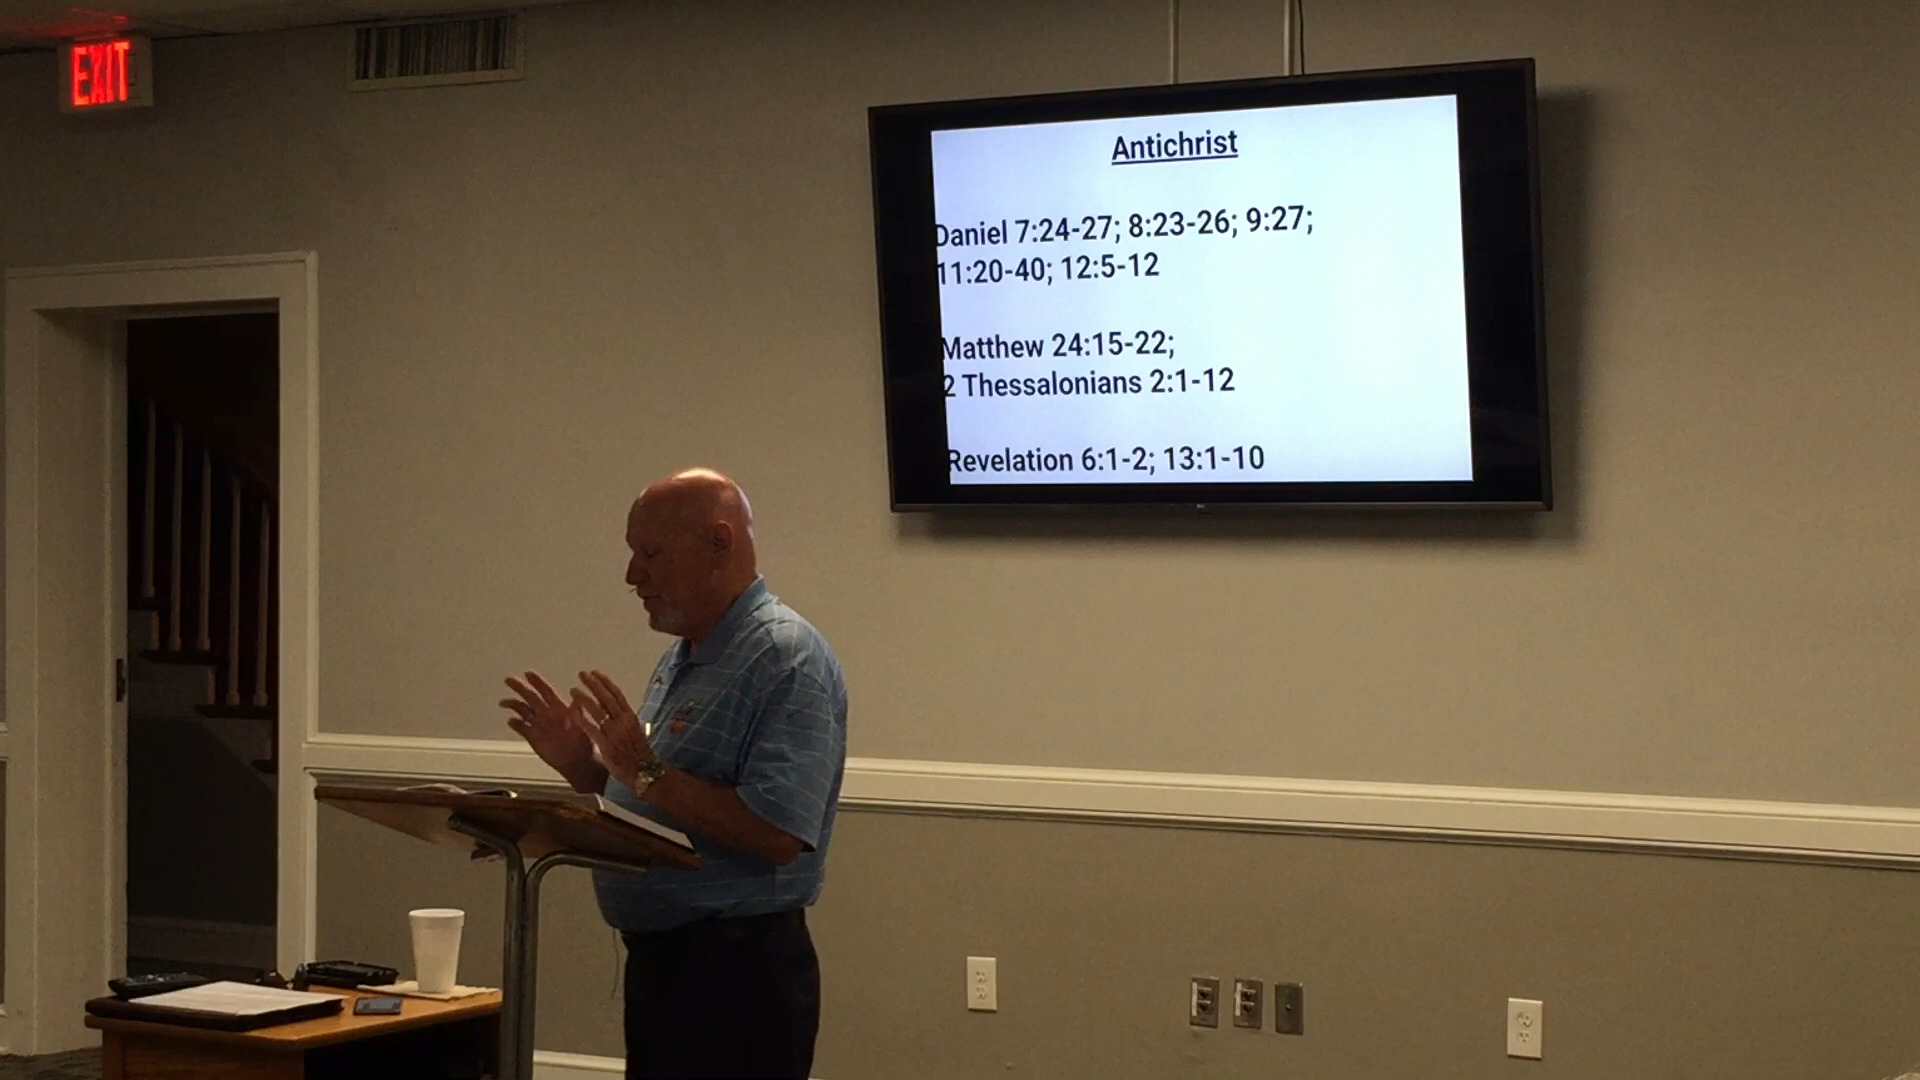 EXIT
Antichrist
Daniel 7:24-27; 8:23-26; 9:27;
11:20-40; 12:5-12
Matthew 24:15-22;
2 Thessalonians 2:1-12
Revelation 6:1-2; 13:1-10